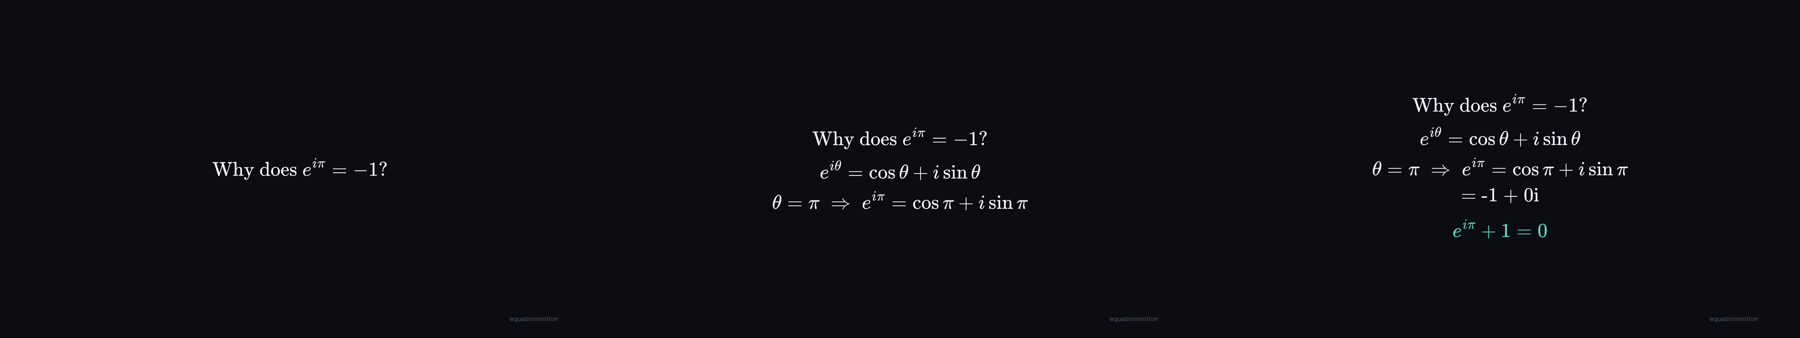 Why does e^{iπ} = −1?
equationmotion
Why does e^{iπ} = −1?
e^{iθ} = cos θ + i sin θ
θ = π ⇒ e^{iπ} = cos π + i sin π
equationmotion
Why does e^{iπ} = −1?
e^{iθ} = cos θ + i sin θ
θ = π ⇒ e^{iπ} = cos π + i sin π
= -1 + 0i
e^{iπ} + 1 = 0
equationmotion